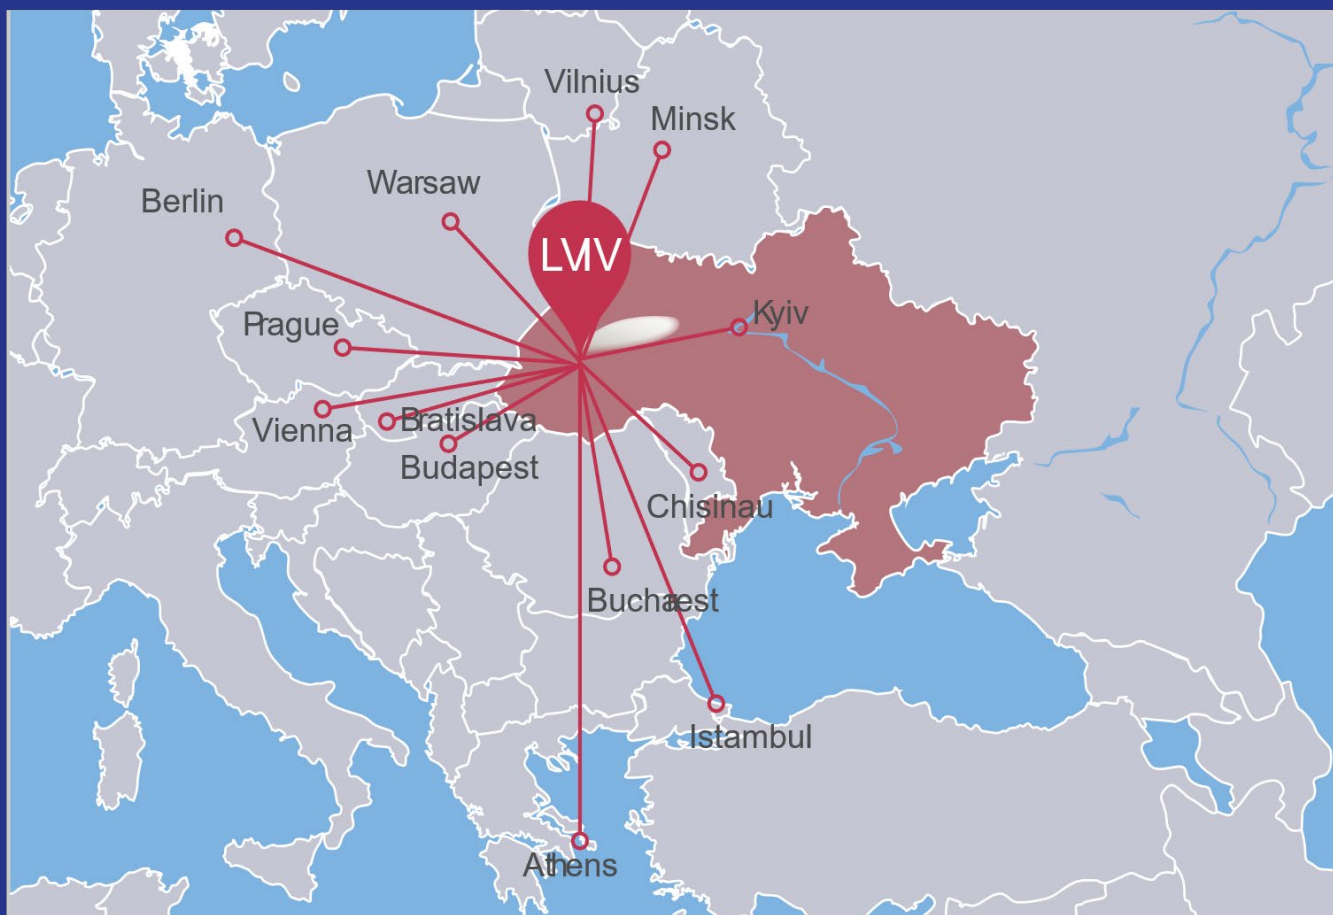 Vilnius
Minsk
Warsaw
Berlin
LVIV
Kyiv
Prague
Bratislava
Vienna
Budapest
Chisinau
Bucharest
Istambul
Athens